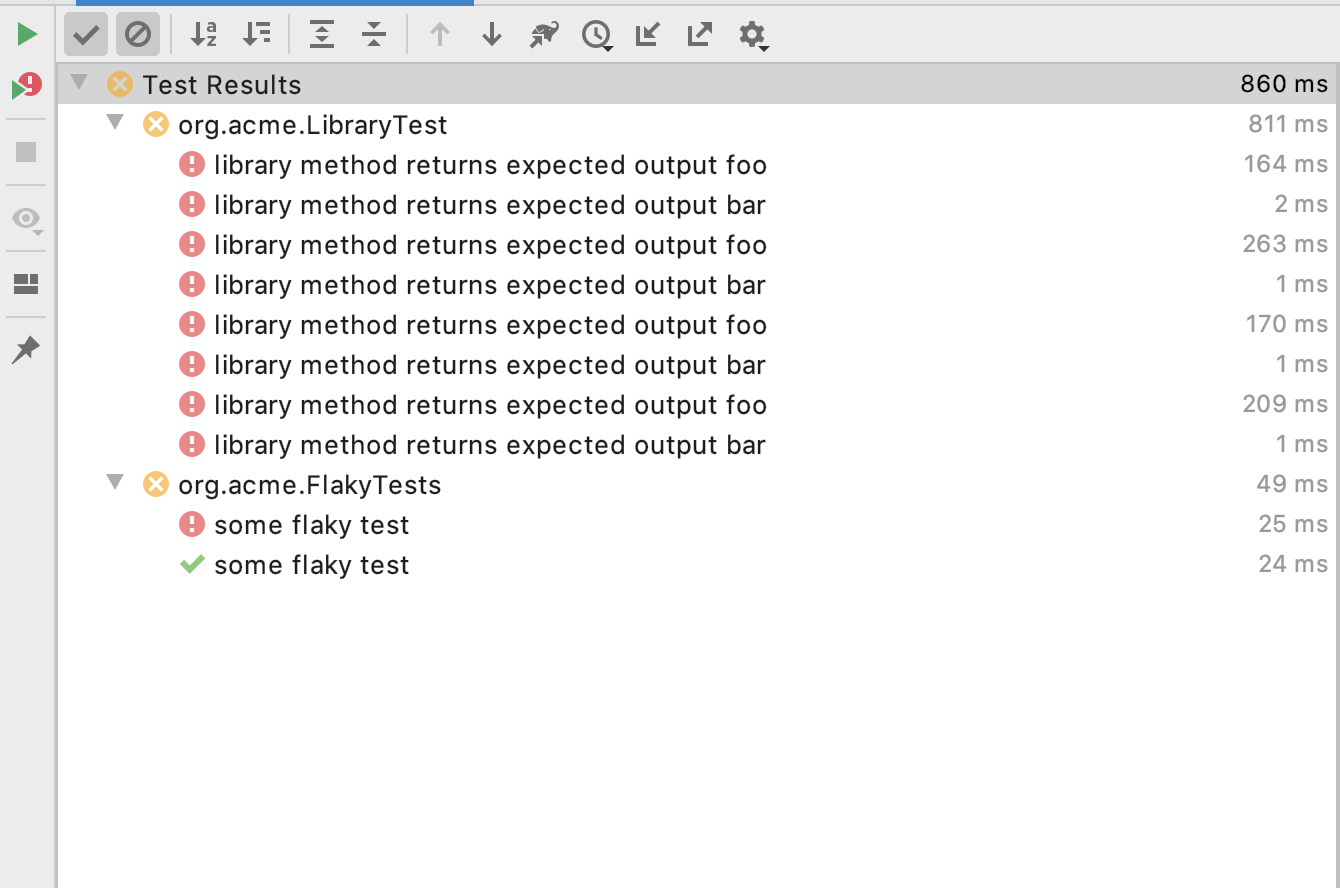 Test Results 860 ms
org.acme.LibraryTest 811 ms
library method returns expected output foo 164 ms
library method returns expected output bar 2 ms
library method returns expected output foo 263 ms
library method returns expected output bar 1 ms
library method returns expected output foo 170 ms
library method returns expected output bar 1 ms
library method returns expected output foo 209 ms
library method returns expected output bar 1 ms
org.acme.FlakyTests 49 ms
some flaky test 25 ms
some flaky test 24 ms